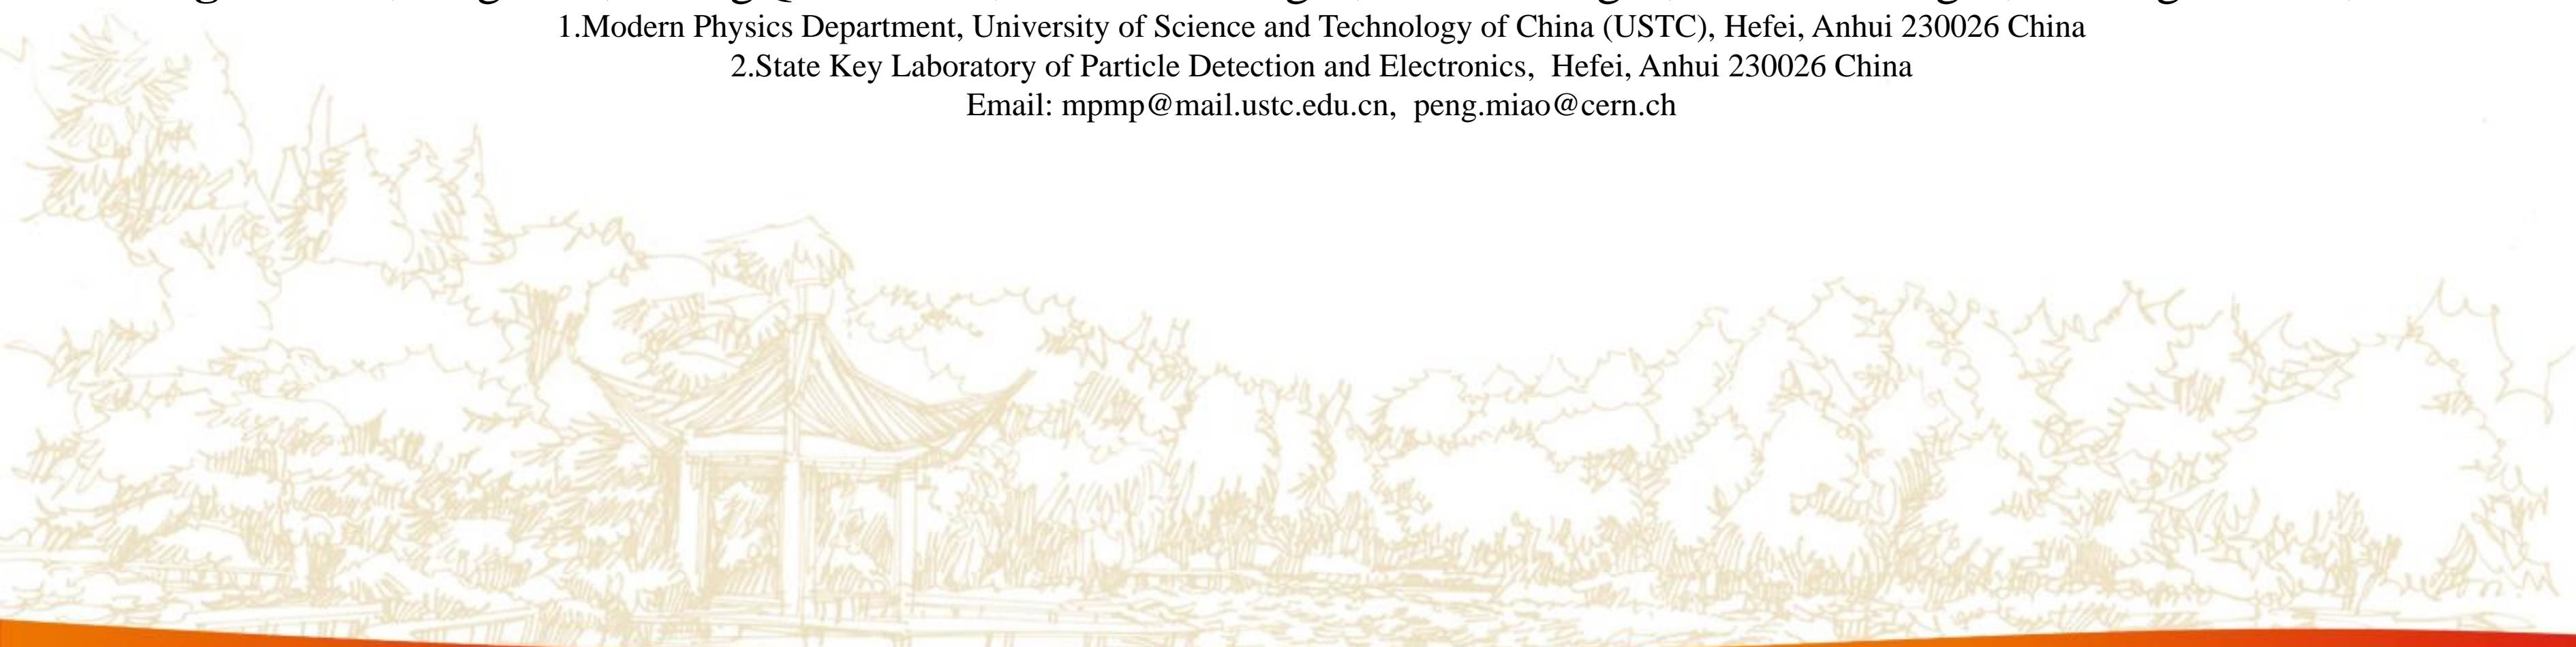 1.Modern Physics Department, University of Science and Technology of China (USTC), Hefei, Anhui 230026 China
2.State Key Laboratory of Particle Detection and Electronics, Hefei, Anhui 230026 China
Email: mpmp@mail.ustc.edu.cn, peng.miao@cern.ch